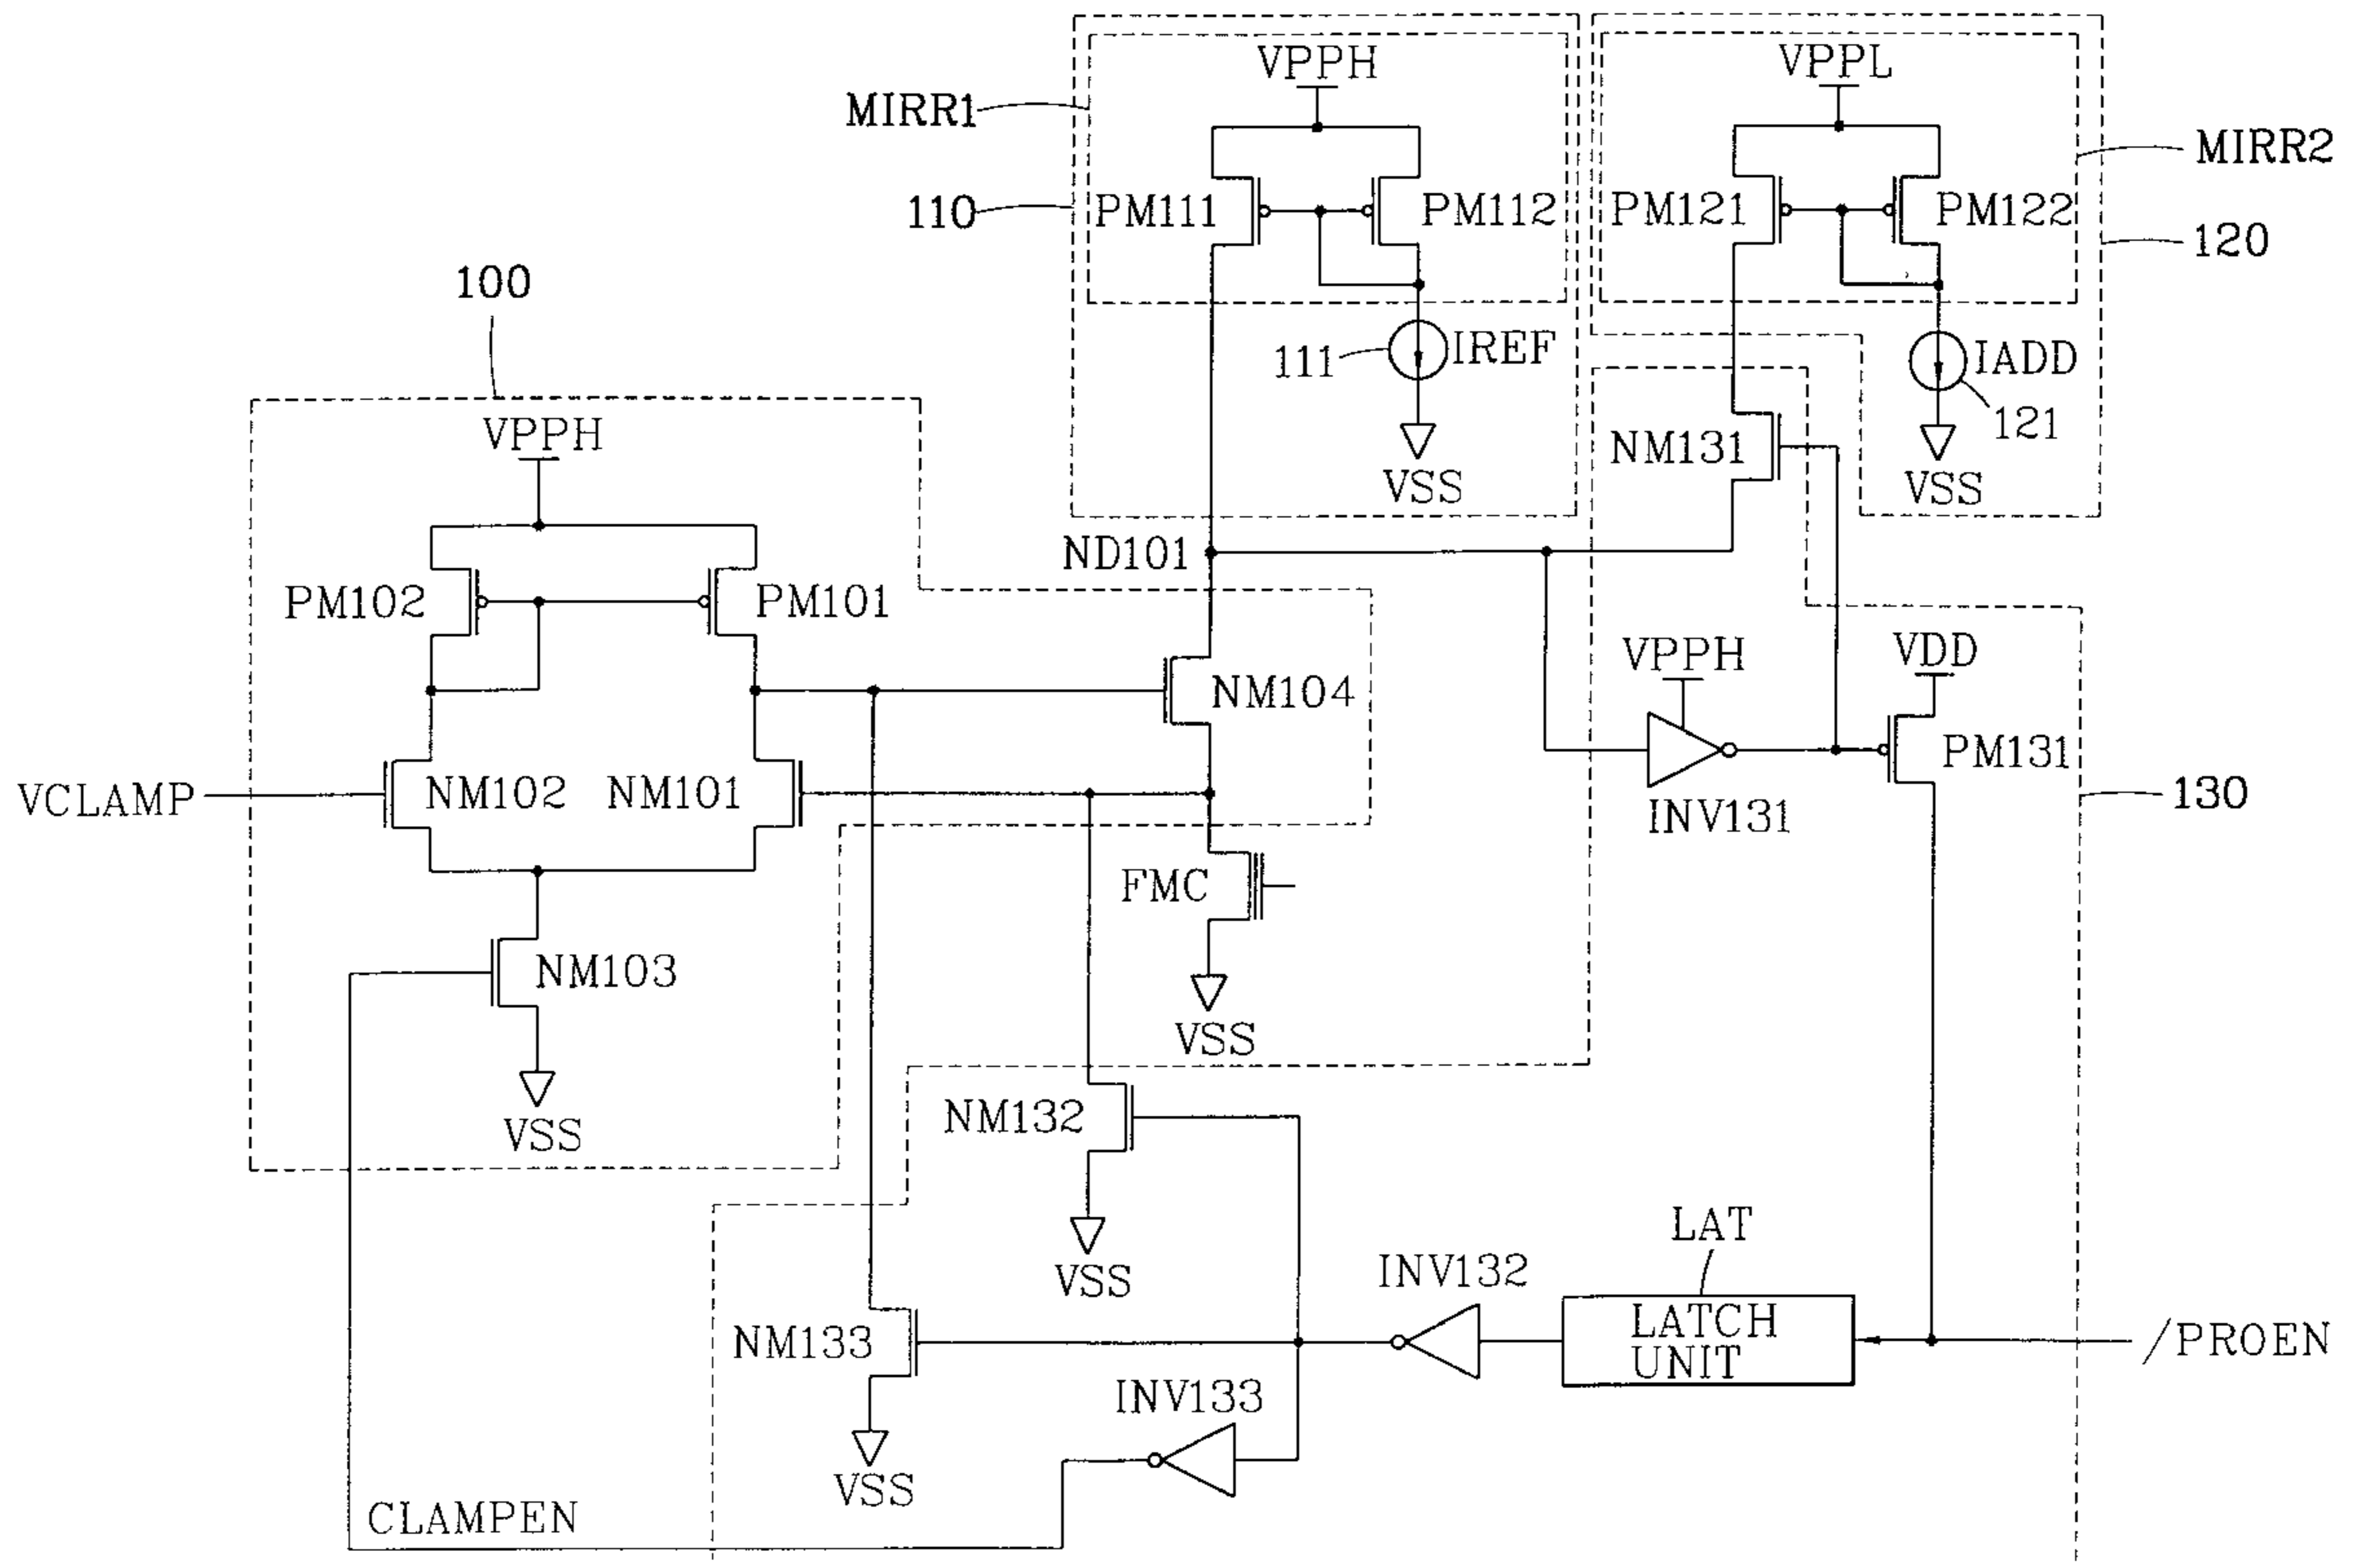 VPPH
VPPL
MIRR1
MIRR2
PM111
PM112
PM121
PM122
110
120
100
111
IREF
IADD
121
VPPH
NM131
VSS
VSS
ND101
PM102
PM101
VPPH
VDD
NM104
PM131
VCLAMP
NM102
NM101
130
INV131
FMC
NM103
VSS
NM132
VSS
LAT
INV132
VSS
NM133
LATCH
UNIT
/PROEN
INV133
VSS
CLAMPEN